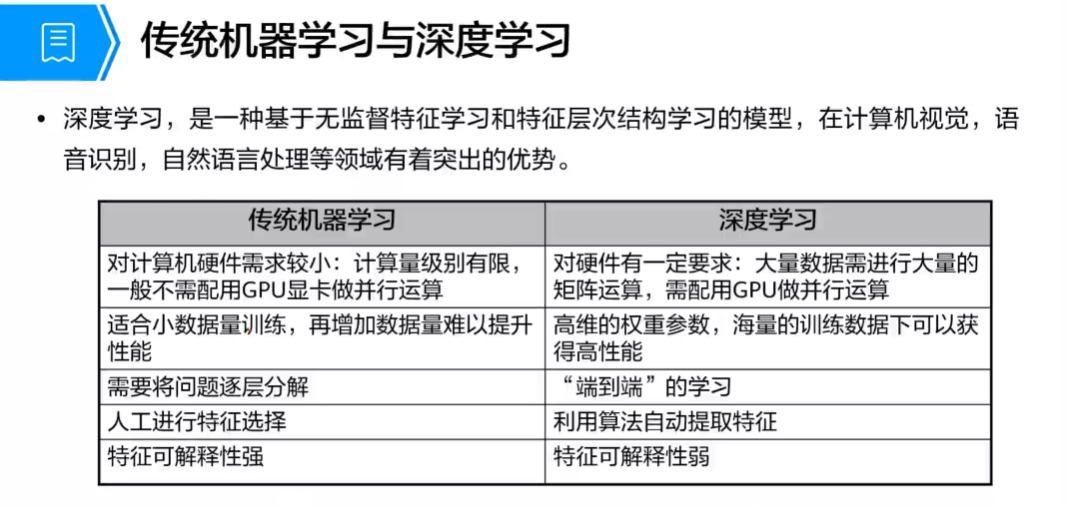 传统机器学习与深度学习
• 深度学习，是一种基于无监督特征学习和特征层次结构学习的模型，在计算机视觉，语
音识别，自然语言处理等领域有着突出的优势。
传统机器学习
深度学习
对计算机硬件需求较小：计算量级别有限，
一般不需配用GPU显卡做并行运算
对硬件有一定要求：大量数据需进行大量的
矩阵运算，需配用GPU做并行运算
适合小数据量训练，再增加数据量难以提升
性能
高维的权重参数，海量的训练数据下可以获
得高性能
需要将问题逐层分解
“端到端”的学习
人工进行特征选择
利用算法自动提取特征
特征可解释性强
特征可解释性弱